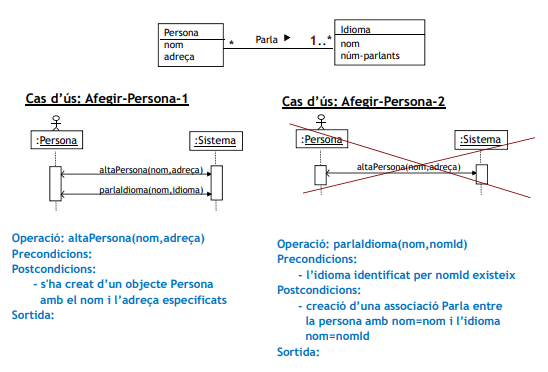 Persona
nom
adreça
* Parla ► 1..*
Idioma
nom
núm-parlants
Cas d'ús: Afegir-Persona-1
:Persona
:Sistema
altaPersona(nom,adreça)
parlaIdioma(nom,Idioma)
Operació: altaPersona(nom,adreça)
Precondicions:
Postcondicions:
- s'ha creat d'un objecte Persona
amb el nom i l'adreça especificats
Sortida:
Cas d'ús: Afegir-Persona-2
:Persona
:Sistema
altaPersona(nom,adreça)
Operació: parlaIdioma(nom,nomId)
Precondicions:
- l'idioma identificat per nomId existeix
Postcondicions:
- creació d'una associació Parla entre
la persona amb nom=nom i l'idioma
nom=nomId
Sortida: